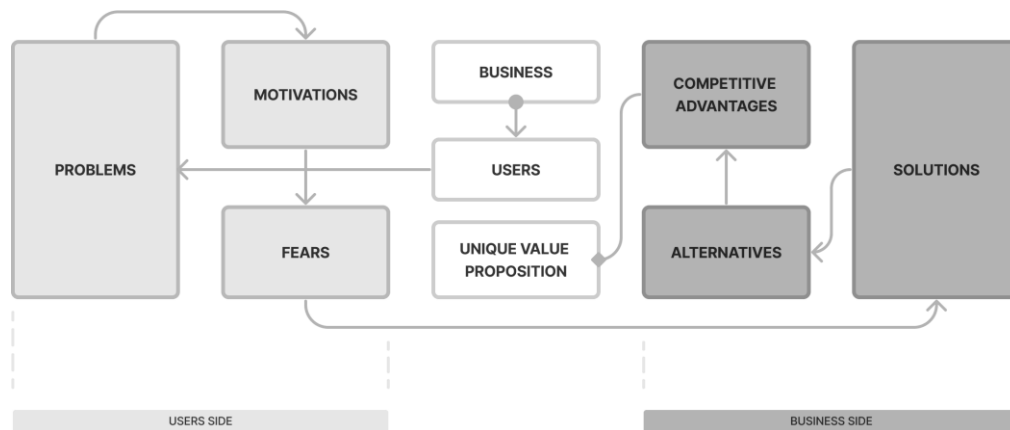 PROBLEMS
MOTIVATIONS
FEARS
BUSINESS
USERS
UNIQUE VALUE
PROPOSITION
COMPETITIVE
ADVANTAGES
ALTERNATIVES
SOLUTIONS
USERS SIDE
BUSINESS SIDE